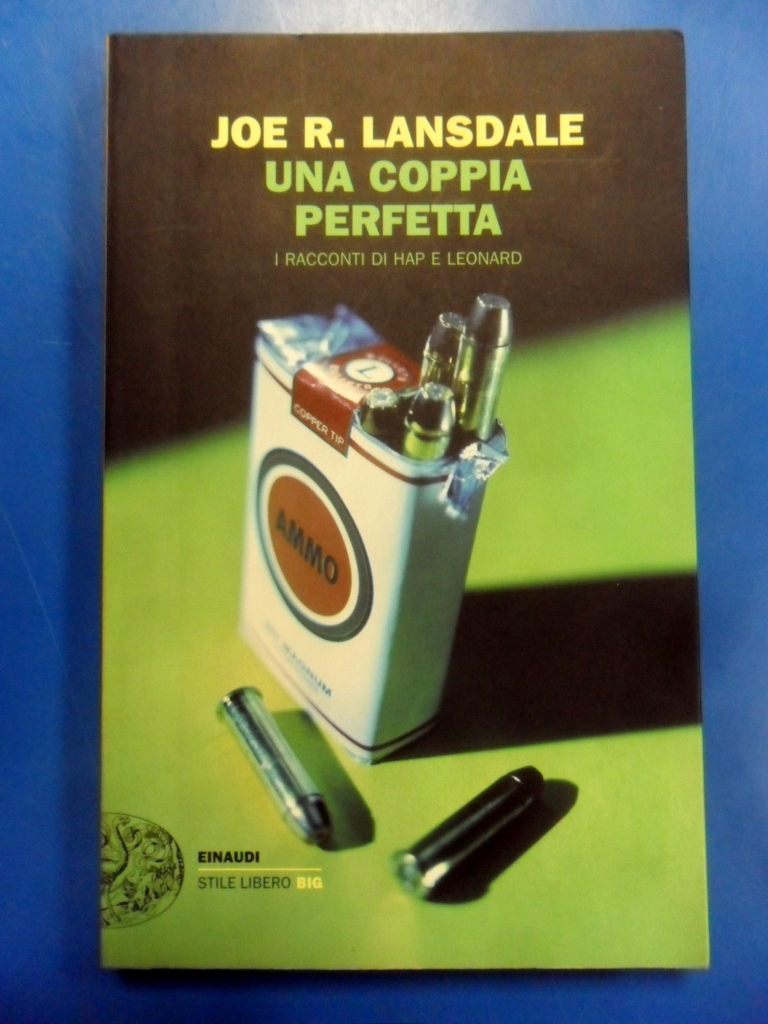 JOE R. LANSDALE
UNA COPPIA
PERFETTA
I RACCONTI DI HAP E LEONARD
COPPER TIP
AMMO
MAGNUM
EINAUDI
STILE LIBERO BIG